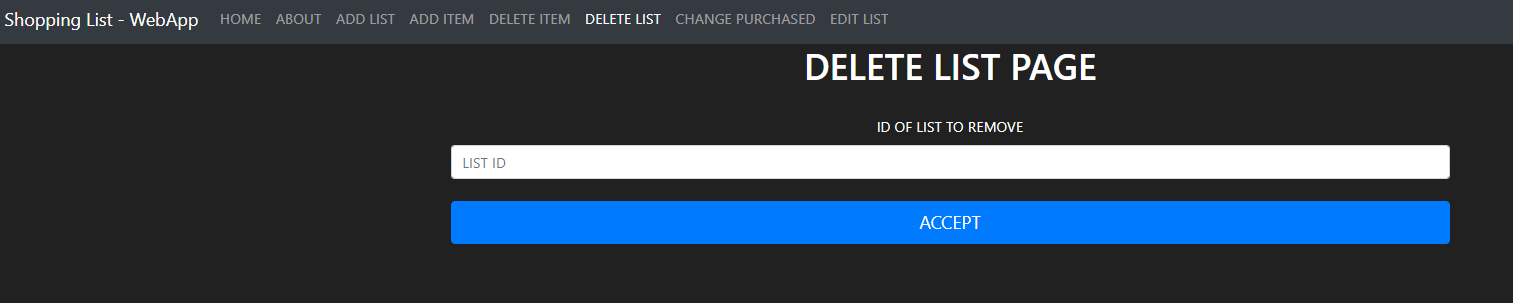 Shopping List - WebApp HOME ABOUT ADD LIST ADD ITEM DELETE ITEM DELETE LIST CHANGE PURCHASED EDIT LIST
DELETE LIST PAGE
ID OF LIST TO REMOVE
LIST ID
ACCEPT